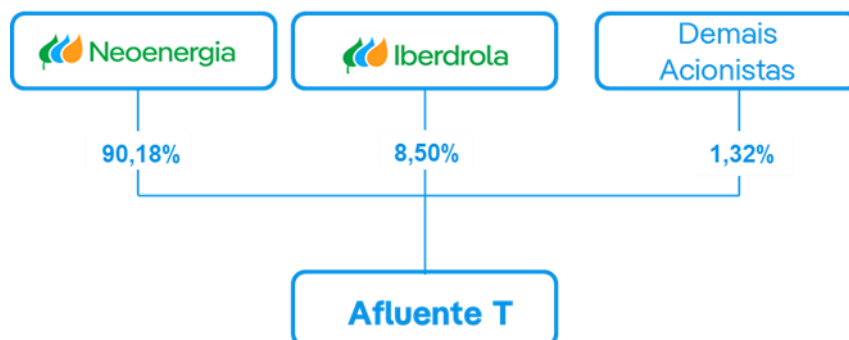 Neoenergia
Iberdrola
Demais
Acionistas
90,18%
8,50%
1,32%
Afluente T